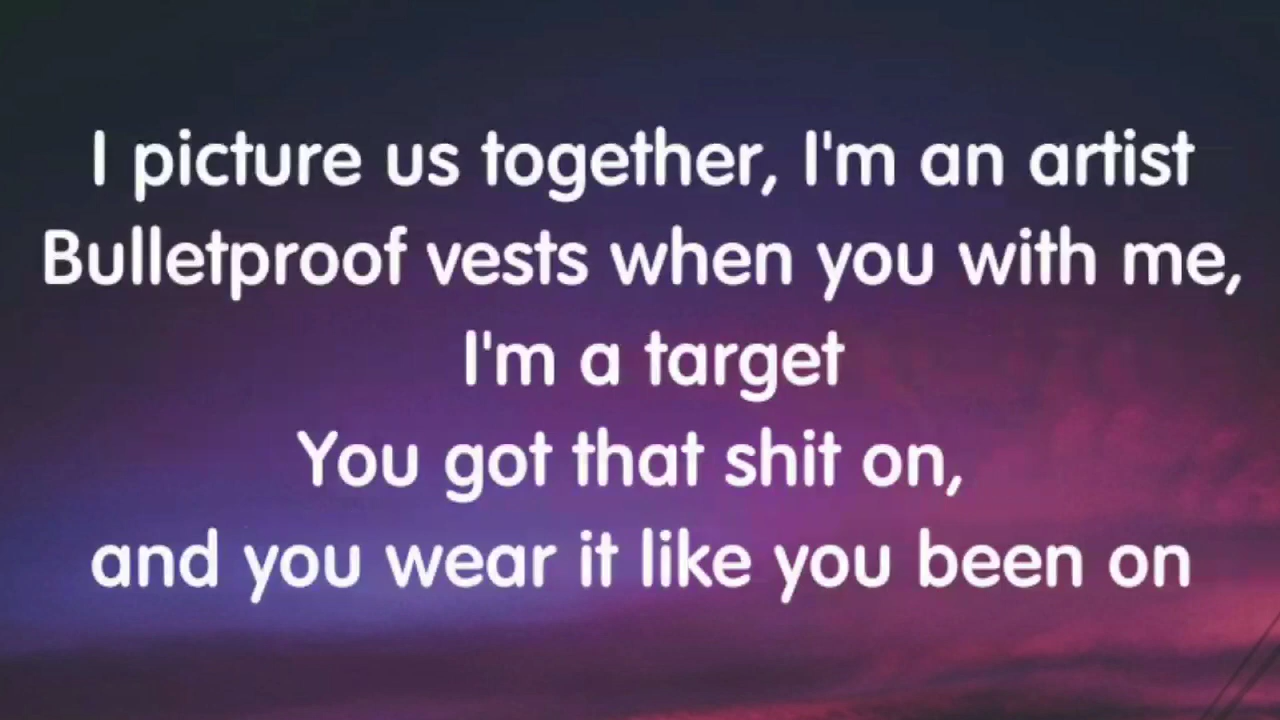 I picture us together, I'm an artist
Bulletproof vests when you with me,
I'm a target
You got that shit on,
and you wear it like you been on